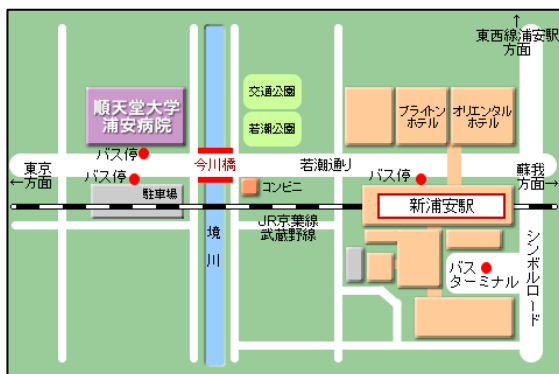 ↑
東西線浦安駅
方面
順天堂大学
浦安病院
交通公園
若潮公園
ブライトン
ホテル
オリエンタル
ホテル
バス停
今川橋
若潮通り
東京
←方面
バス停
駐車場
コンビニ
バス停
蘇我
方面→
新浦安駅
JR京葉線
武蔵野線
境川
バス
ターミナル
シンボルロード